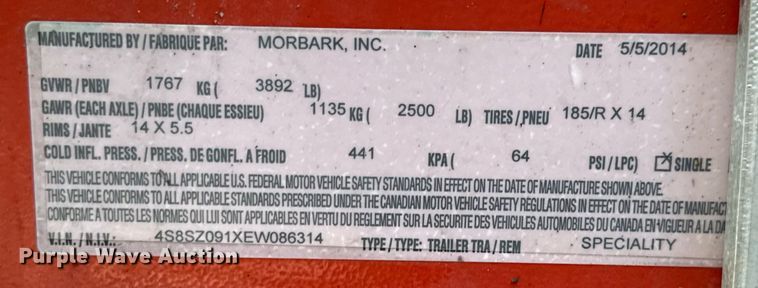 MANUFACTURED BY / FABRIQUE PAR: MORBARK, INC. DATE 5/5/2014
GVWR / PNBV 1767 KG ( 3892 LB)
GAWR (EACH AXLE) / PNBE (CHAQUE ESSIEU) 1135 KG ( 2500 LB) TIRES / PNEU 185/R X 14
RIMS / JANTE 14 X 5.5
COLD INFL. PRESS. / PRESS. DE GONFL. A FROID 441 KPA ( 64 PSI / LPC) SINGLE
THIS VEHICLE CONFORMS TO ALL APPLICABLE U.S. FEDERAL MOTOR VEHICLE SAFETY STANDARDS IN EFFECT ON THE DATE OF MANUFACTURE SHOWN ABOVE.
THIS VEHICLE CONFORMS TO ALL APPLICABLE STANDARDS PRESCRIBED UNDER THE CANADIAN MOTOR VEHICLE SAFETY REGULATIONS IN EFFECT ON THE DATE OF MANUFACT
CONFORME A TOUTES LES NORMES QUI LUI SONT APPLICABLES EN VERTU DU REGLEMENT SUR LA SECURITE DES VEHICULES AUTOMOBILES DU CANADA EN VIGUEUR A LA DA
V.I.N. / N.I.V.: 4S8SZ091XEW086314 TYPE / TYPE: TRAILER TRA / REM SPECIALITY
Purple Wave Auction